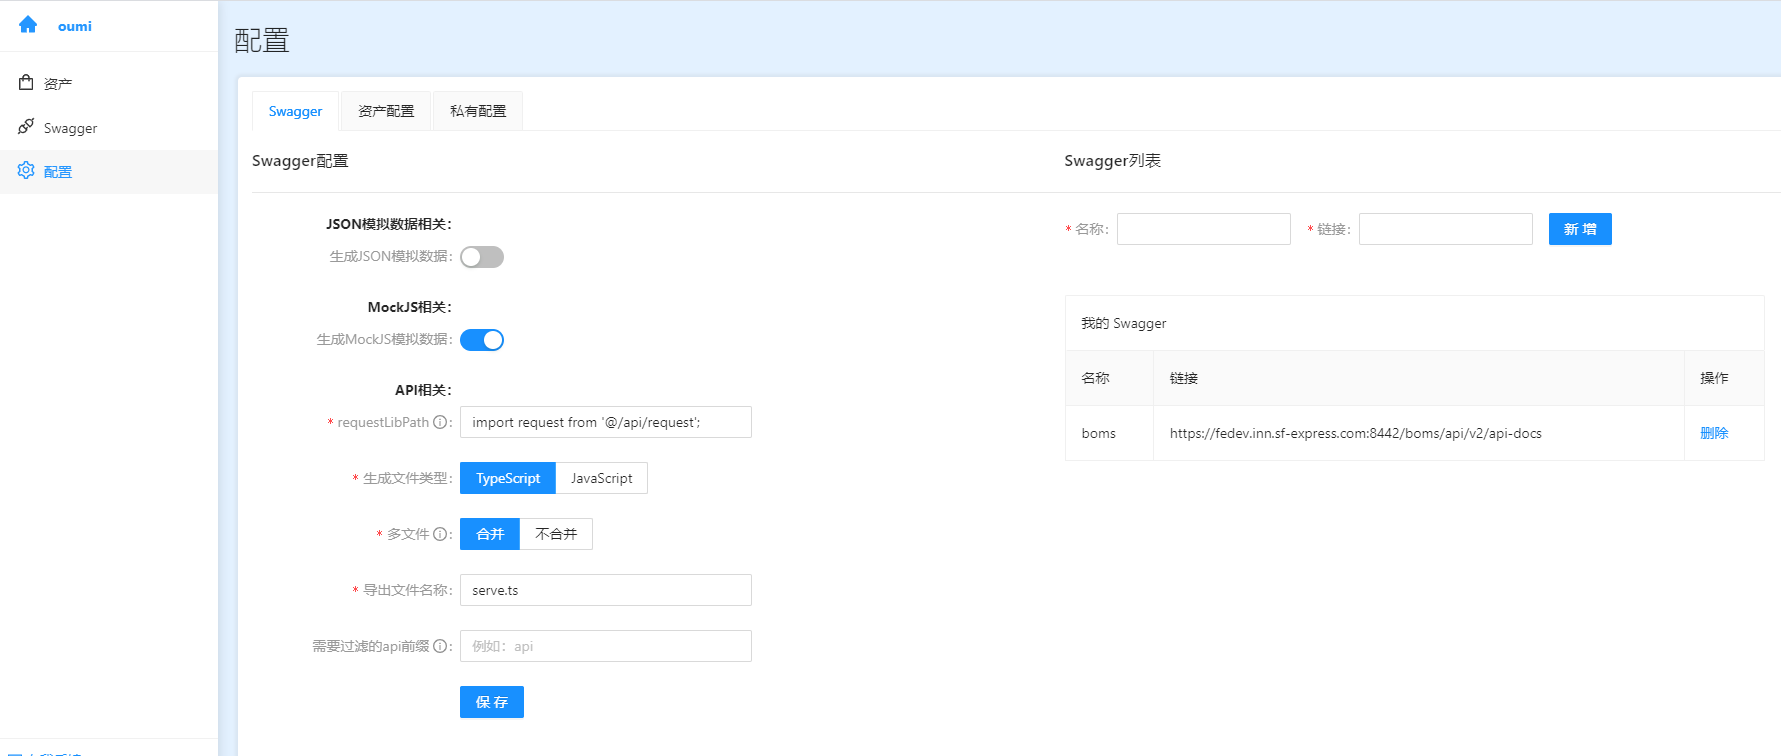 oumi
资产
Swagger
配置
配置
Swagger
资产配置
私有配置
Swagger配置
JSON模拟数据相关：
生成JSON模拟数据：
MockJS相关：
生成MockJS模拟数据：
API相关：
* requestLibPath : import request from '@/api/request';
* 生成文件类型： TypeScript JavaScript
* 多文件 : 合并 不合并
* 导出文件名称： serve.ts
需要过滤的api前缀 : 例如：api
保 存
Swagger列表
* 名称： * 链接： 新 增
我的 Swagger
名称 链接 操作
boms https://fedev.inn.sf-express.com:8442/boms/api/v2/api-docs 删除